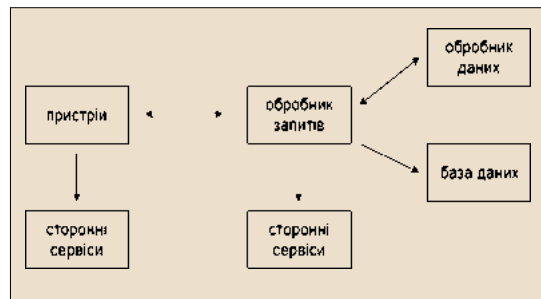 обробник
даних
пристрій
обробник
запитів
база даних
сторонні
сервіси
сторонні
сервіси